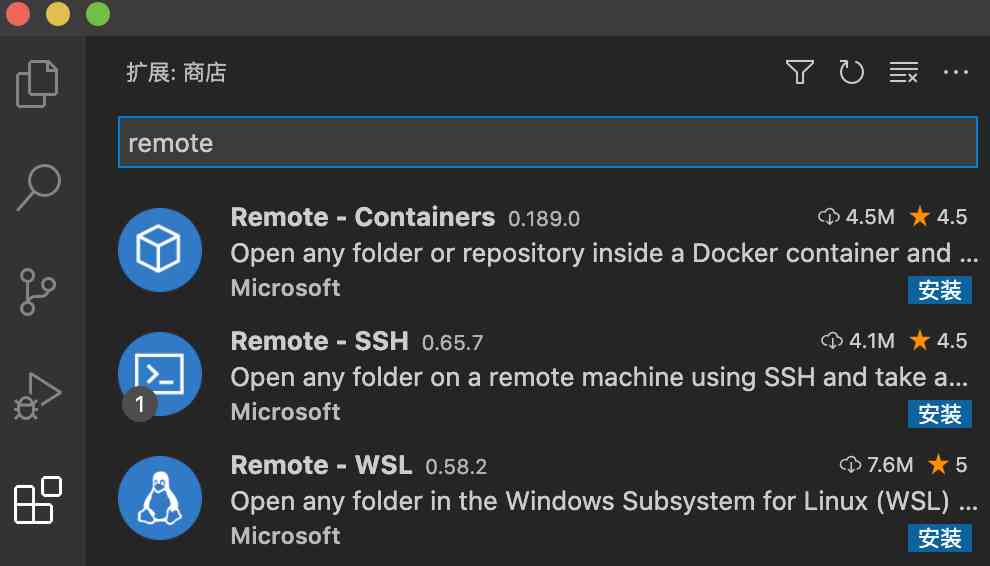 扩展: 商店
remote
Remote - Containers 0.189.0 4.5M 4.5
Open any folder or repository inside a Docker container and ...
Microsoft 安装
Remote - SSH 0.65.7 4.1M 4.5
Open any folder on a remote machine using SSH and take a...
1
Microsoft 安装
Remote - WSL 0.58.2 7.6M 5
Open any folder in the Windows Subsystem for Linux (WSL) ...
Microsoft 安装